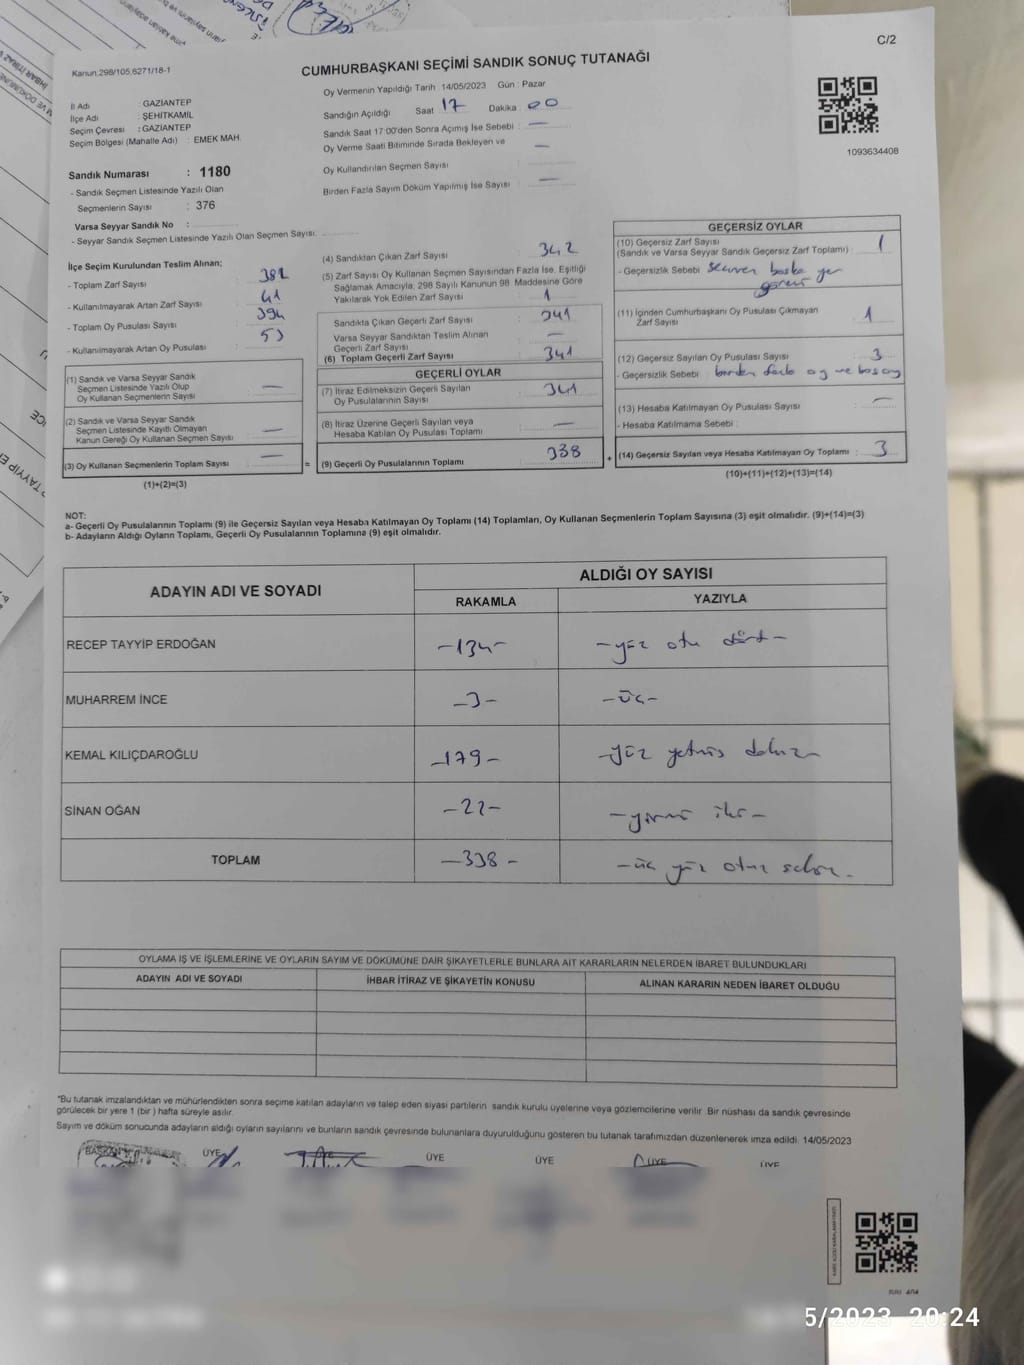 C/2
Kanun:298/105,6271/18-1
CUMHURBAŞKANI SEÇİMİ SANDIK SONUÇ TUTANAĞI
Oy Vermenin Yapıldığı Tarih :14/05/2023 Gün : Pazar
İl Adı : GAZİANTEP
İlçe Adı : ŞEHİTKAMİL
Seçim Çevresi : GAZİANTEP
Seçim Bölgesi (Mahalle Adı) : EMEK MAH.
Sandığın Açıldığı Saat 17 Dakika 00
Sandık Saat 17:00'den Sonra Açımış İse Sebebi : —
Oy Verme Saati Bitiminde Sırada Bekleyen ve —
Oy Kullandırılan Seçmen Sayısı
Birden Fazla Sayım Döküm Yapılmış İse Sayısı : —
1093634408
Sandık Numarası : 1180
- Sandık Seçmen Listesinde Yazılı Olan
Seçmenlerin Sayısı : 376
Varsa Seyyar Sandık No :
- Seyyar Sandık Seçmen Listesinde Yazılı Olan Seçmen Sayısı:
İlçe Seçim Kurulundan Teslim Alınan;
- Toplam Zarf Sayısı : 382
- Kullanılmayarak Artan Zarf Sayısı : 41
- Toplam Oy Pusulası Sayısı : 394
- Kullanılmayarak Artan Oy Pusulası : 53
(1) Sandık ve Varsa Seyyar Sandık
Seçmen Listesinde Yazılı Olup
Oy Kullanan Seçmenlerin Sayısı —
(2) Sandık ve Varsa Seyyar Sandık
Seçmen Listesinde Kayıtlı Olmayan
Kanun Gereği Oy Kullanan Seçmen Sayısı —
(3) Oy Kullanan Seçmenlerin Toplam Sayısı —
(1)+(2)=(3)
(4) Sandıktan Çıkan Zarf Sayısı : 342
(5) Zarf Sayısı Oy Kullanan Seçmen Sayısından Fazla İse, Eşitliği
Sağlamak Amacıyla, 298 Sayılı Kanunun 98. Maddesine Göre
Yakılarak Yok Edilen Zarf Sayısı : 1
Sandıkta Çıkan Geçerli Zarf Sayısı : 341
Varsa Seyyar Sandıktan Teslim Alınan
Geçerli Zarf Sayısı —
(6) Toplam Geçerli Zarf Sayısı : 341
GEÇERLİ OYLAR
(7) İtiraz Edilmeksizin Geçerli Sayılan
Oy Pusulalarının Sayısı : 341
(8) İtiraz Üzerine Geçerli Sayılan veya
Hesaba Katılan Oy Pusulası Toplamı : —
= (9) Geçerli Oy Pusulalarının Toplamı : 338 +
GEÇERSİZ OYLAR
(10) Geçersiz Zarf Sayısı
(Sandık ve Varsa Seyyar Sandık Geçersiz Zarf Toplamı) : 1
- Geçersizlik Sebebi başka
(11) İçinden Cumhurbaşkanı Oy Pusulası Çıkmayan
Zarf Sayısı : 1
(12) Geçersiz Sayılan Oy Pusulası Sayısı : 3
- Geçersizlik Sebebi : birden fazla oy ve boş oy
(13) Hesaba Katılmayan Oy Pusulası Sayısı : —
- Hesaba Katılmama Sebebi :
(14) Geçersiz Sayılan veya Hesaba Katılmayan Oy Toplamı : 3
(10)+(11)+(12)+(13)=(14)
NOT:
a- Geçerli Oy Pusulalarının Toplamı (9) ile Geçersiz Sayılan veya Hesaba Katılmayan Oy Toplamı (14) Toplamları, Oy Kullanan Seçmenlerin Toplam Sayısına (3) eşit olmalıdır. (9)+(14)=(3)
b- Adayların Aldığı Oyların Toplamı, Geçerli Oy Pusulalarının Toplamına (9) eşit olmalıdır.
ADAYIN ADI VE SOYADI
ALDIĞI OY SAYISI
RAKAMLA YAZIYLA
RECEP TAYYİP ERDOĞAN -134- -yüz otuz dört-
MUHARREM İNCE -3- -üç-
KEMAL KILIÇDAROĞLU -179- -yüz yetmiş dokuz-
SİNAN OĞAN -22- -yirmi iki-
TOPLAM -338- -üç yüz otuz sekiz-
OYLAMA İŞ VE İŞLEMLERİNE VE OYLARIN SAYIM VE DÖKÜMÜNE DAİR ŞİKAYETLERLE BUNLARA AİT KARARLARIN NELERDEN İBARET BULUNDUKLARI
ADAYIN ADI VE SOYADI İHBAR İTİRAZ VE ŞİKAYETİN KONUSU ALINAN KARARIN NEDEN İBARET OLDUĞU
*Bu tutanak imzalandıktan ve mühürlendikten sonra seçime katılan adayların ve talep eden siyasi partilerin sandık kurulu üyelerine veya gözlemcilerine verilir. Bir nüshası da sandık çevresinde
görülecek bir yere 1 (bir ) hafta süreyle asılır.
Sayım ve döküm sonucunda adayların aldığı oyların sayılarını ve bunların sandık çevresinde bulunanlara duyurulduğunu gösteren bu tutanak tarafımızdan düzenlenerek imza edildi. 14/05/2023
BAŞKAN ÜYE ÜYE ÜYE ÜYE ÜYE
5/2023 20:24